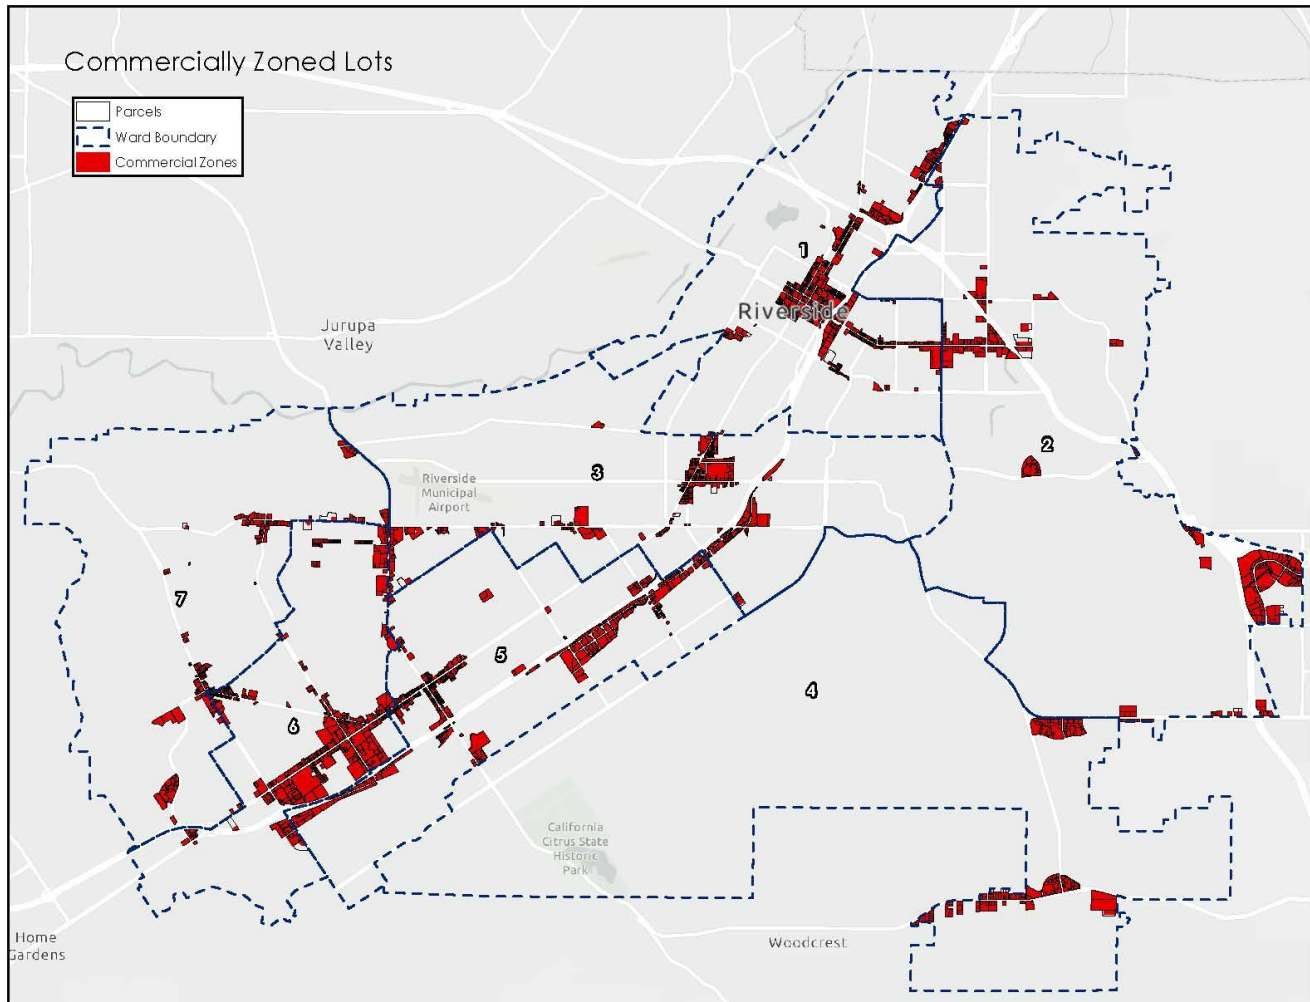 Commercially Zoned Lots
Parcels
Ward Boundary
Commercial Zones
1
Riverside
Jurupa
Valley
2
3
Riverside
Municipal
Airport
7
5
4
6
California
Citrus State
Historic
Park
Home
Gardens
Woodcrest